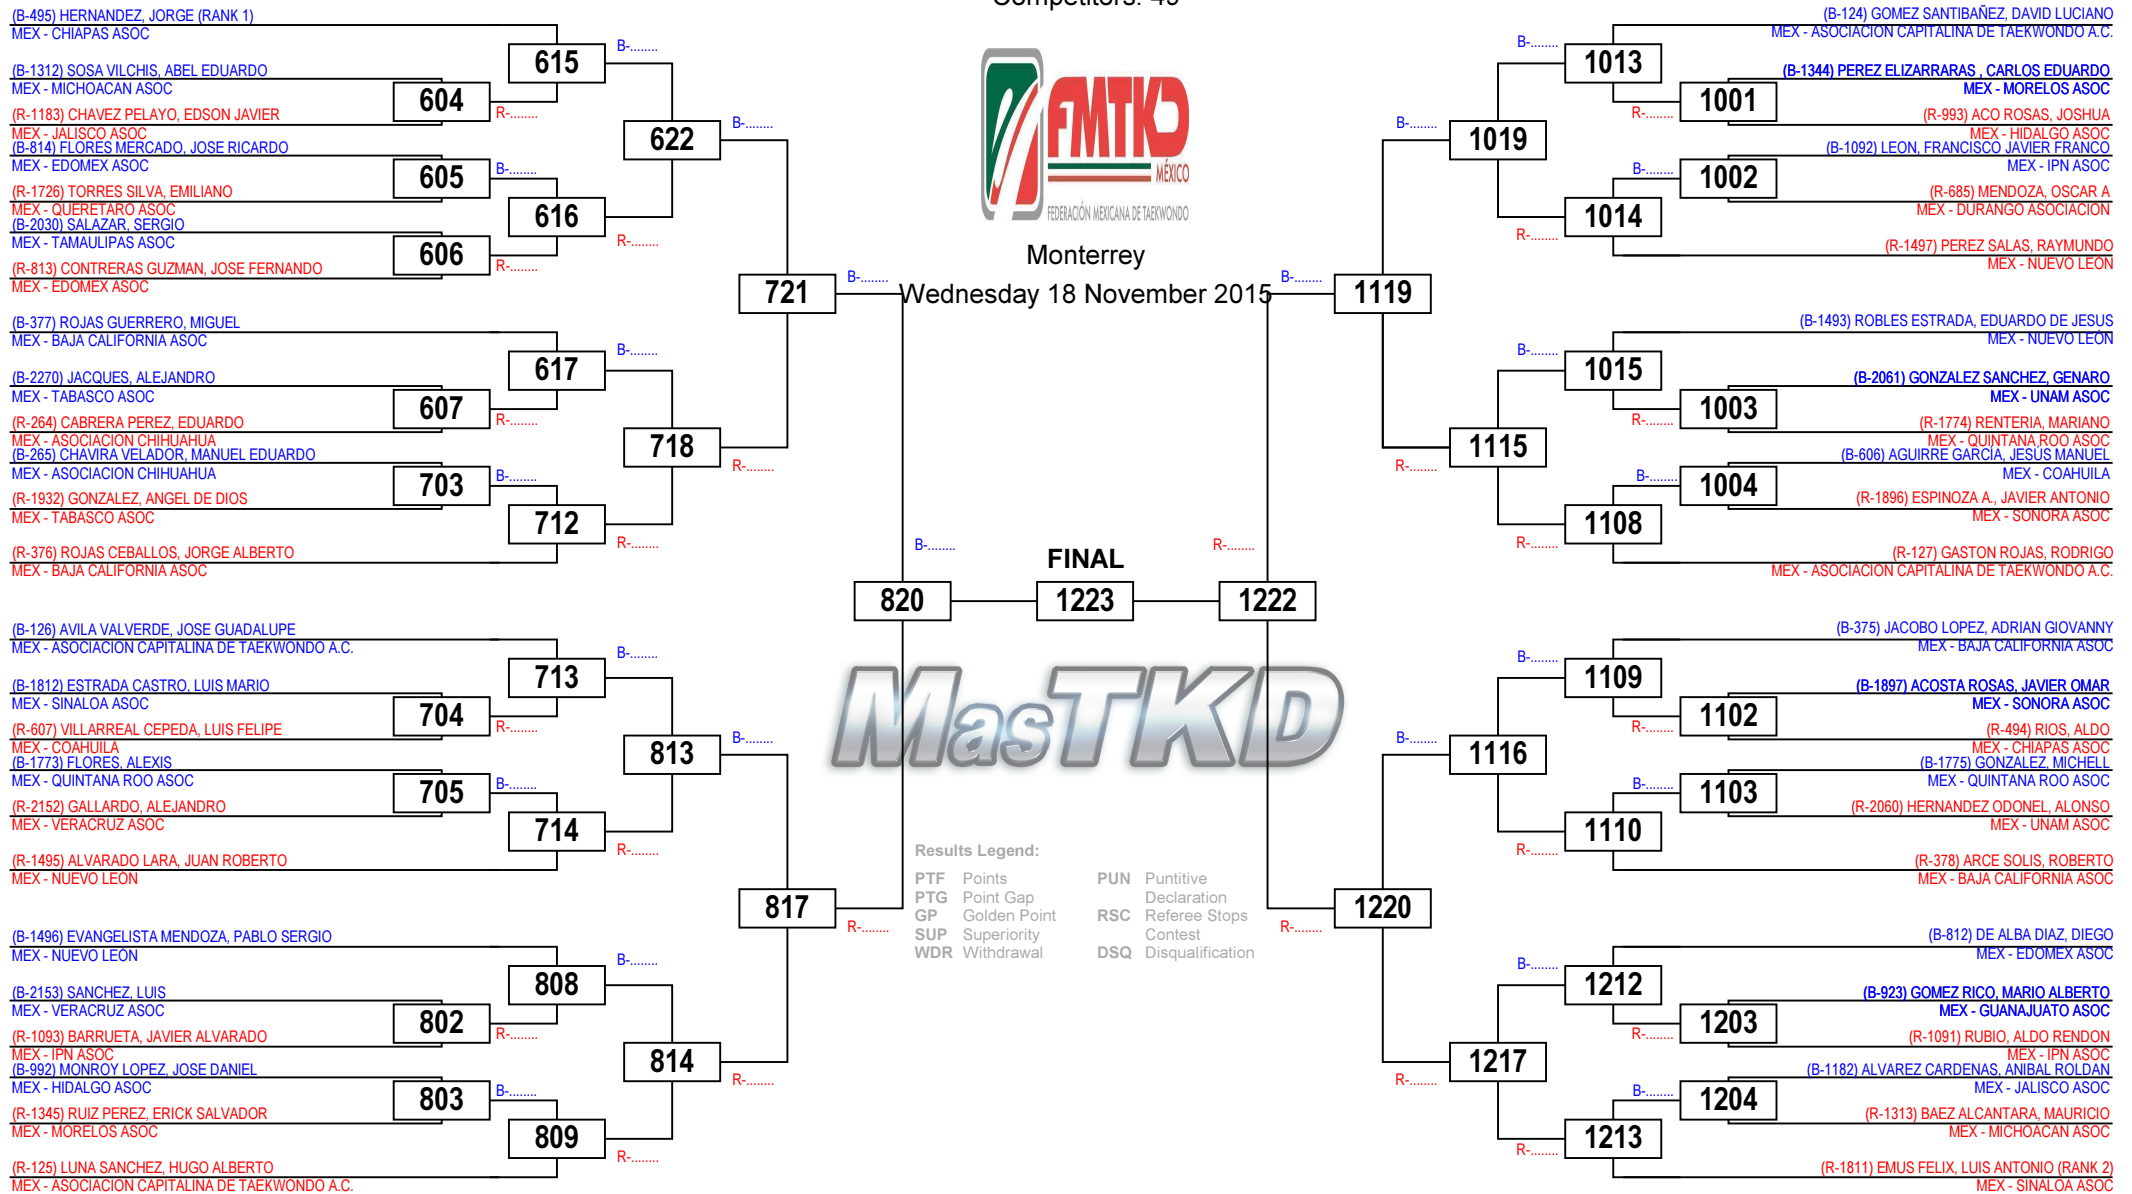 Competitors: 49
(B-495) HERNANDEZ, JORGE (RANK 1)
MEX - CHIAPAS ASOC
615
B-........
(B-1312) SOSA VILCHIS, ABEL EDUARDO
MEX - MICHOACAN ASOC
604
(R-1183) CHAVEZ PELAYO, EDSON JAVIER
MEX - JALISCO ASOC
R-........
622
B-........
(B-814) FLORES MERCADO, JOSE RICARDO
MEX - EDOMEX ASOC
605
B-........
(R-1726) TORRES SILVA, EMILIANO
MEX - QUERETARO ASOC
616
(B-2030) SALAZAR, SERGIO
MEX - TAMAULIPAS ASOC
606
R-........
R-........
(R-813) CONTRERAS GUZMAN, JOSE FERNANDO
MEX - EDOMEX ASOC
721
B-........
(B-377) ROJAS GUERRERO, MIGUEL
MEX - BAJA CALIFORNIA ASOC
617
B-........
(B-2270) JACQUES, ALEJANDRO
MEX - TABASCO ASOC
607
R-........
(R-264) CABRERA PEREZ, EDUARDO
MEX - ASOCIACION CHIHUAHUA
718
R-........
(B-265) CHAVIRA VELADOR, MANUEL EDUARDO
MEX - ASOCIACION CHIHUAHUA
703
B-........
(R-1932) GONZALEZ, ANGEL DE DIOS
MEX - TABASCO ASOC
712
R-........
(R-376) ROJAS CEBALLOS, JORGE ALBERTO
MEX - BAJA CALIFORNIA ASOC
B-........
820
(B-126) AVILA VALVERDE, JOSE GUADALUPE
MEX - ASOCIACION CAPITALINA DE TAEKWONDO A.C.
713
B-........
(B-1812) ESTRADA CASTRO, LUIS MARIO
MEX - SINALOA ASOC
704
R-........
(R-607) VILLARREAL CEPEDA, LUIS FELIPE
MEX - COAHUILA
813
B-........
(B-1773) FLORES, ALEXIS
MEX - QUINTANA ROO ASOC
705
B-........
(R-2152) GALLARDO, ALEJANDRO
MEX - VERACRUZ ASOC
714
R-........
(R-1495) ALVARADO LARA, JUAN ROBERTO
MEX - NUEVO LEÓN
817
R-........
(B-1496) EVANGELISTA MENDOZA, PABLO SERGIO
MEX - NUEVO LEÓN
808
B-........
(B-2153) SANCHEZ, LUIS
MEX - VERACRUZ ASOC
802
R-........
(R-1093) BARRUETA, JAVIER ALVARADO
MEX - IPN ASOC
814
R-........
(B-992) MONROY LOPEZ, JOSE DANIEL
MEX - HIDALGO ASOC
803
B-........
(R-1345) RUIZ PEREZ, ERICK SALVADOR
MEX - MORELOS ASOC
809
R-........
(R-125) LUNA SANCHEZ, HUGO ALBERTO
MEX - ASOCIACION CAPITALINA DE TAEKWONDO A.C.
FMTKD
MÉXICO
FEDERACIÓN MEXICANA DE TAEKWONDO
Monterrey
Wednesday 18 November 2015
FINAL
1223
MasTKD
Results Legend:
PTF Points
PTG Point Gap
GP Golden Point
SUP Superiority
WDR Withdrawal
PUN Puntitive
Declaration
RSC Referee Stops
Contest
DSQ Disqualification
(B-124) GOMEZ SANTIBAÑEZ, DAVID LUCIANO
MEX - ASOCIACION CAPITALINA DE TAEKWONDO A.C.
B-........
1013
(B-1344) PEREZ ELIZARRARAS , CARLOS EDUARDO
MEX - MORELOS ASOC
1001
R-........
(R-993) ACO ROSAS, JOSHUA
MEX - HIDALGO ASOC
B-........
1019
(B-1092) LEON, FRANCISCO JAVIER FRANCO
MEX - IPN ASOC
B-........
1002
(R-685) MENDOZA, OSCAR A
MEX - DURANGO ASOCIACION
1014
R-........
(R-1497) PEREZ SALAS, RAYMUNDO
MEX - NUEVO LEÓN
B-........
1119
(B-1493) ROBLES ESTRADA, EDUARDO DE JESUS
MEX - NUEVO LEÓN
B-........
1015
(B-2061) GONZALEZ SANCHEZ, GENARO
MEX - UNAM ASOC
1003
R-........
(R-1774) RENTERIA, MARIANO
MEX - QUINTANA ROO ASOC
1115
R-........
(B-606) AGUIRRE GARCÍA, JESÚS MANUEL
MEX - COAHUILA
B-........
1004
(R-1896) ESPINOZA A., JAVIER ANTONIO
MEX - SONORA ASOC
1108
R-........
(R-127) GASTON ROJAS, RODRIGO
MEX - ASOCIACION CAPITALINA DE TAEKWONDO A.C.
R-........
1222
(B-375) JACOBO LOPEZ, ADRIAN GIOVANNY
MEX - BAJA CALIFORNIA ASOC
B-........
1109
(B-1897) ACOSTA ROSAS, JAVIER OMAR
MEX - SONORA ASOC
1102
R-........
(R-494) RIOS, ALDO
MEX - CHIAPAS ASOC
B-........
1116
(B-1775) GONZALEZ, MICHELL
MEX - QUINTANA ROO ASOC
B-........
1103
(R-2060) HERNANDEZ ODONEL, ALONSO
MEX - UNAM ASOC
1110
R-........
(R-378) ARCE SOLIS, ROBERTO
MEX - BAJA CALIFORNIA ASOC
1220
R-........
(B-812) DE ALBA DIAZ, DIEGO
MEX - EDOMEX ASOC
B-........
1212
(B-923) GOMEZ RICO, MARIO ALBERTO
MEX - GUANAJUATO ASOC
1203
R-........
(R-1091) RUBIO, ALDO RENDON
MEX - IPN ASOC
1217
R-........
(B-1182) ALVAREZ CARDENAS, ANIBAL ROLDAN
MEX - JALISCO ASOC
B-........
1204
(R-1313) BAEZ ALCANTARA, MAURICIO
MEX - MICHOACAN ASOC
1213
R-........
(R-1811) EMUS FELIX, LUIS ANTONIO (RANK 2)
MEX - SINALOA ASOC